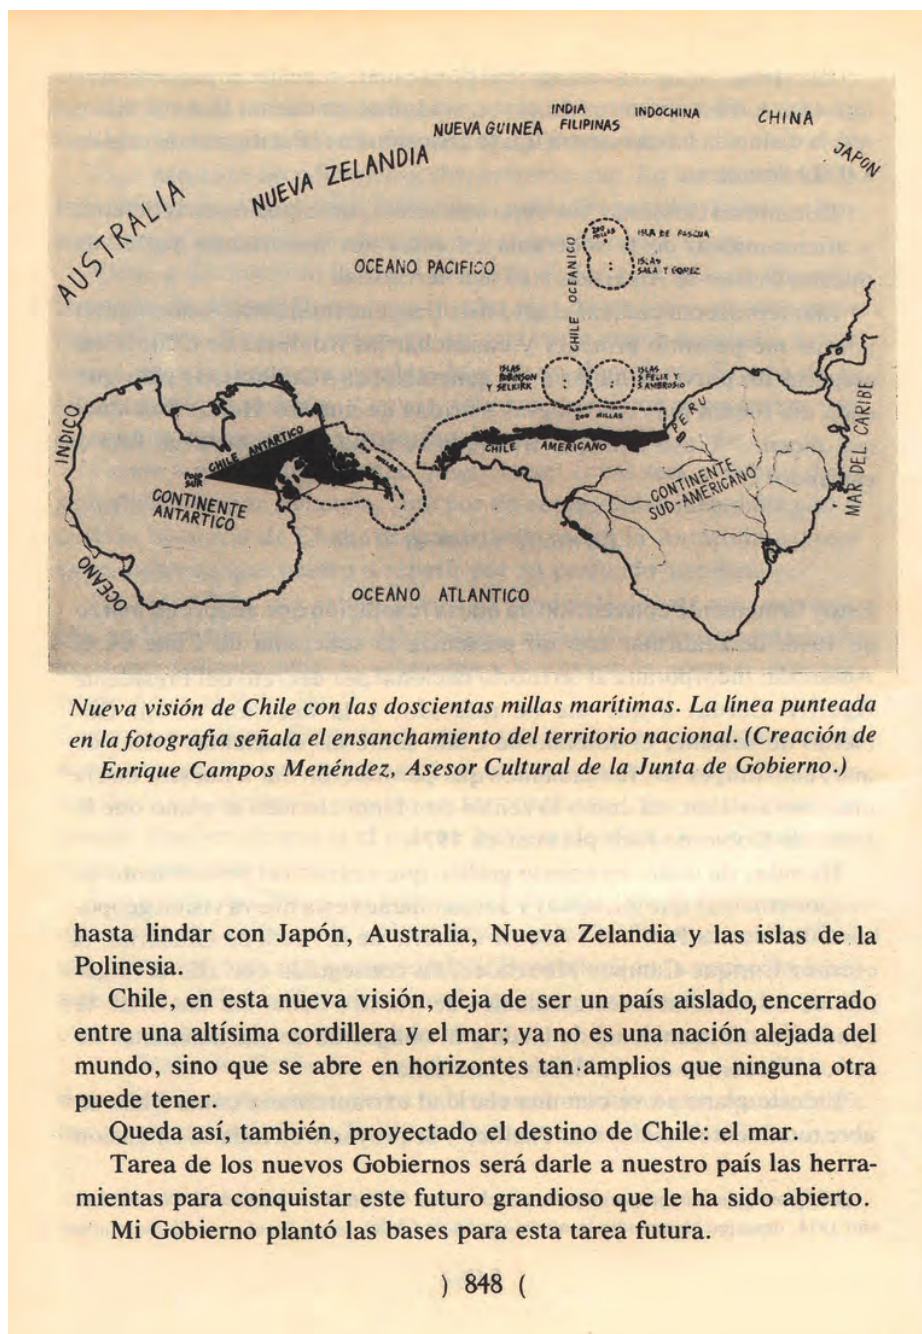 INDIA
INDOCHINA
CHINA
NUEVA GUINEA
FILIPINAS
JAPON
NUEVA ZELANDIA
AUSTRALIA
OCEANO PACIFICO
CHILE OCEANICO
200 MILLAS
ISLA DE PASCUA
ISLAS
SALA Y GOMEZ
ISLAS
ROBINSON
Y SELKIRK
ISLAS
S. FELIX Y
S. AMBROSIO
200 MILLAS
CHILE AMERICANO
PERU
MAR DEL CARIBE
CONTINENTE
SUD-AMERICANO
INDICO
OCEANO
CHILE ANTARTICO
POLO
SUR
CONTINENTE
ANTARTICO
MILLAS
OCEANO ATLANTICO
Nueva visión de Chile con las doscientas millas marítimas. La línea punteada
en la fotografía señala el ensanchamiento del territorio nacional. (Creación de
Enrique Campos Menéndez, Asesor Cultural de la Junta de Gobierno.)
hasta lindar con Japón, Australia, Nueva Zelandia y las islas de la
Polinesia.
Chile, en esta nueva visión, deja de ser un país aislado, encerrado
entre una altísima cordillera y el mar; ya no es una nación alejada del
mundo, sino que se abre en horizontes tan amplios que ninguna otra
puede tener.
Queda así, también, proyectado el destino de Chile: el mar.
Tarea de los nuevos Gobiernos será darle a nuestro país las herra-
mientas para conquistar este futuro grandioso que le ha sido abierto.
Mi Gobierno plantó las bases para esta tarea futura.
) 848 (